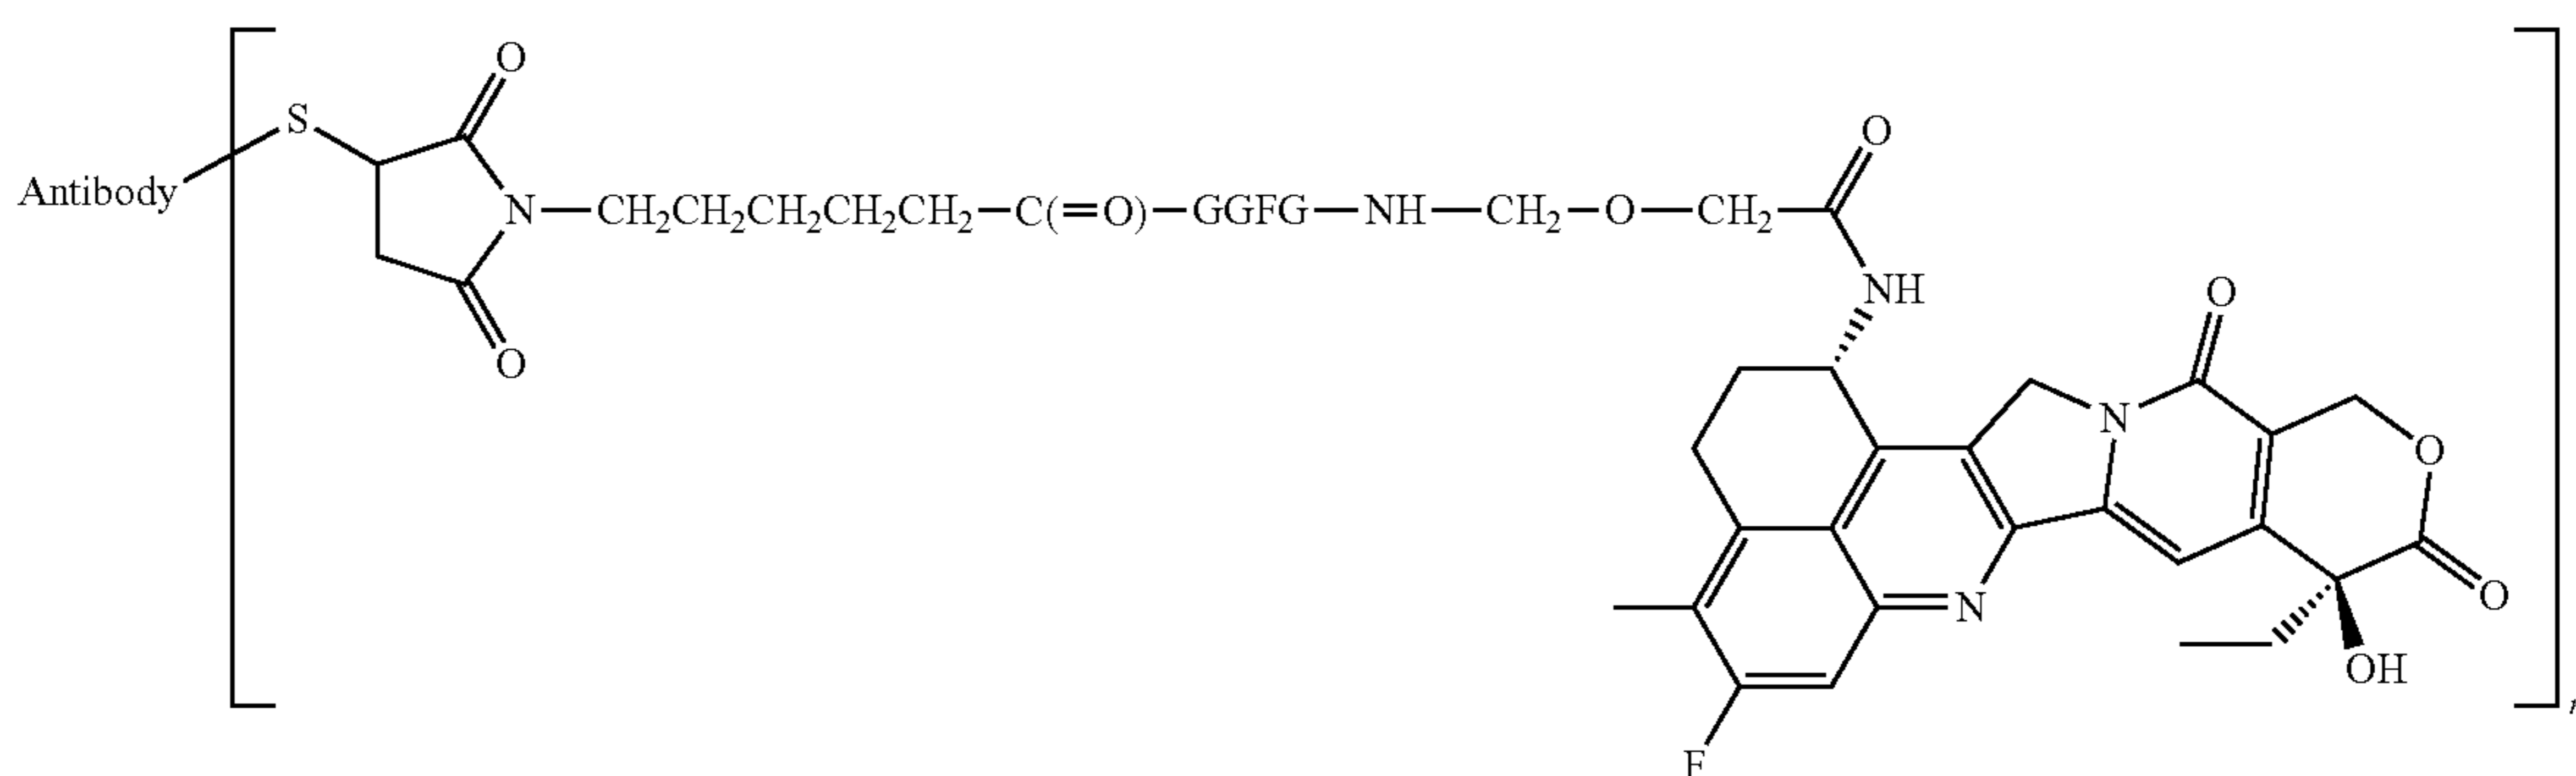 O
S
O
Antibody
N—CH₂CH₂CH₂CH₂CH₂—C(=O)—GGFG—NH—CH₂—O—CH₂
NH
O
O
N
O
N
O
OH
F